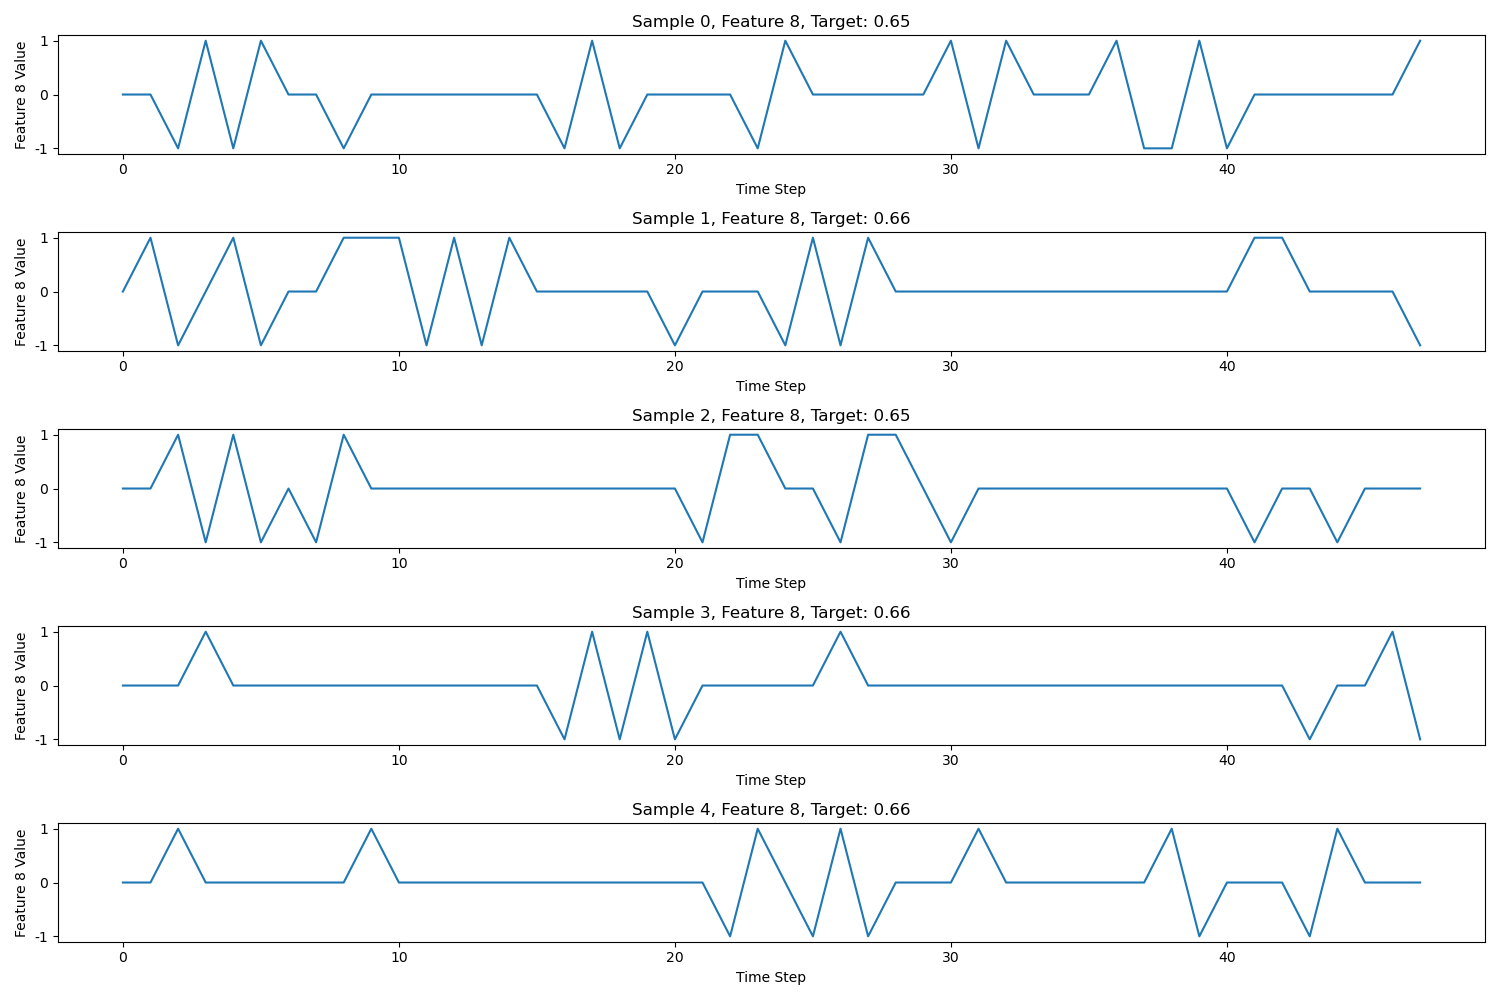 Sample 0, Feature 8, Target: 0.65
Feature 8 Value
1
0
-1
0 10 20 30 40
Time Step
Sample 1, Feature 8, Target: 0.66
Feature 8 Value
1
0
-1
0 10 20 30 40
Time Step
Sample 2, Feature 8, Target: 0.65
Feature 8 Value
1
0
-1
0 10 20 30 40
Time Step
Sample 3, Feature 8, Target: 0.66
Feature 8 Value
1
0
-1
0 10 20 30 40
Time Step
Sample 4, Feature 8, Target: 0.66
Feature 8 Value
1
0
-1
0 10 20 30 40
Time Step